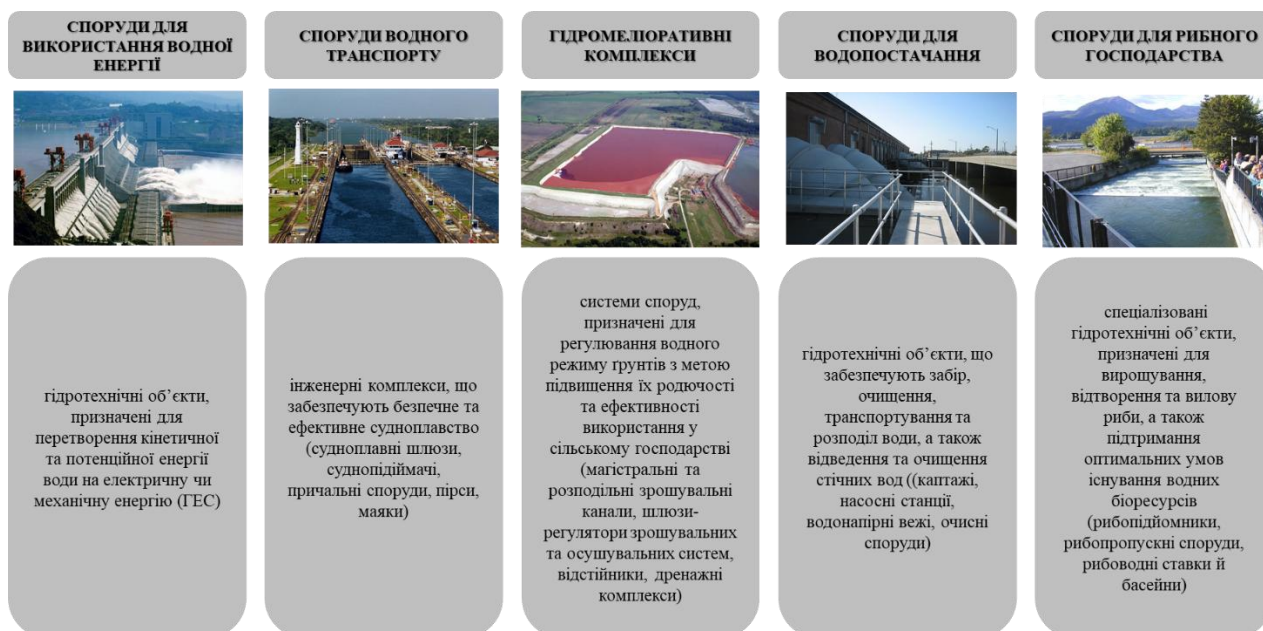 СПОРУДИ ДЛЯ
ВИКОРИСТАННЯ ВОДНОЇ
ЕНЕРГІЇ
СПОРУДИ ВОДНОГО
ТРАНСПОРТУ
ГІДРОМЕЛІОРАТИВНІ
КОМПЛЕКСИ
СПОРУДИ ДЛЯ
ВОДОПОСТАЧАННЯ
СПОРУДИ ДЛЯ РИБНОГО
ГОСПОДАРСТВА
гідротехнічні об’єкти,
призначені для
перетворення кінетичної
та потенційної енергії
води на електричну чи
механічну енергію (ГЕС)
інженерні комплекси, що
забезпечують безпечне та
ефективне судноплавство
(судноплавні шлюзи,
суднопідіймачі,
причальні споруди, пірси,
маяки)
системи споруд,
призначені для
регулювання водного
режиму ґрунтів з метою
підвищення їх родючості
та ефективності
використання у
сільському господарстві
(магістральні та
розподільні зрошувальні
канали, шлюзи-
регулятори зрошувальних
та осушувальних систем,
відстійники, дренажні
комплекси)
гідротехнічні об’єкти, що
забезпечують забір,
очищення,
транспортування та
розподіл води, а також
відведення та очищення
стічних вод ((каптажі,
насосні станції,
водонапірні вежі, очисні
споруди)
спеціалізовані
гідротехнічні об’єкти,
призначені для
вирощування,
відтворення та вилову
риби, а також
підтримання
оптимальних умов
існування водних
біоресурсів
(рибопідйомники,
рибопропускні споруди,
рибоводні ставки й
басейни)